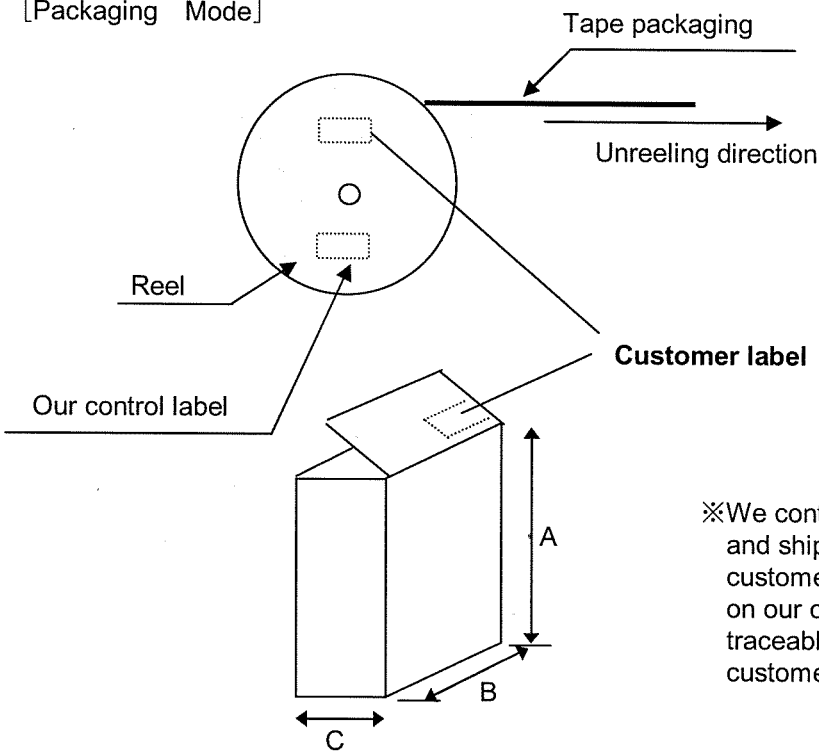 [Packaging Mode]
Tape packaging
Unreeling direction
Reel
Customer label
Our control label
A
※We cont
and ship
custome
on our c
traceabl
custome
B
C